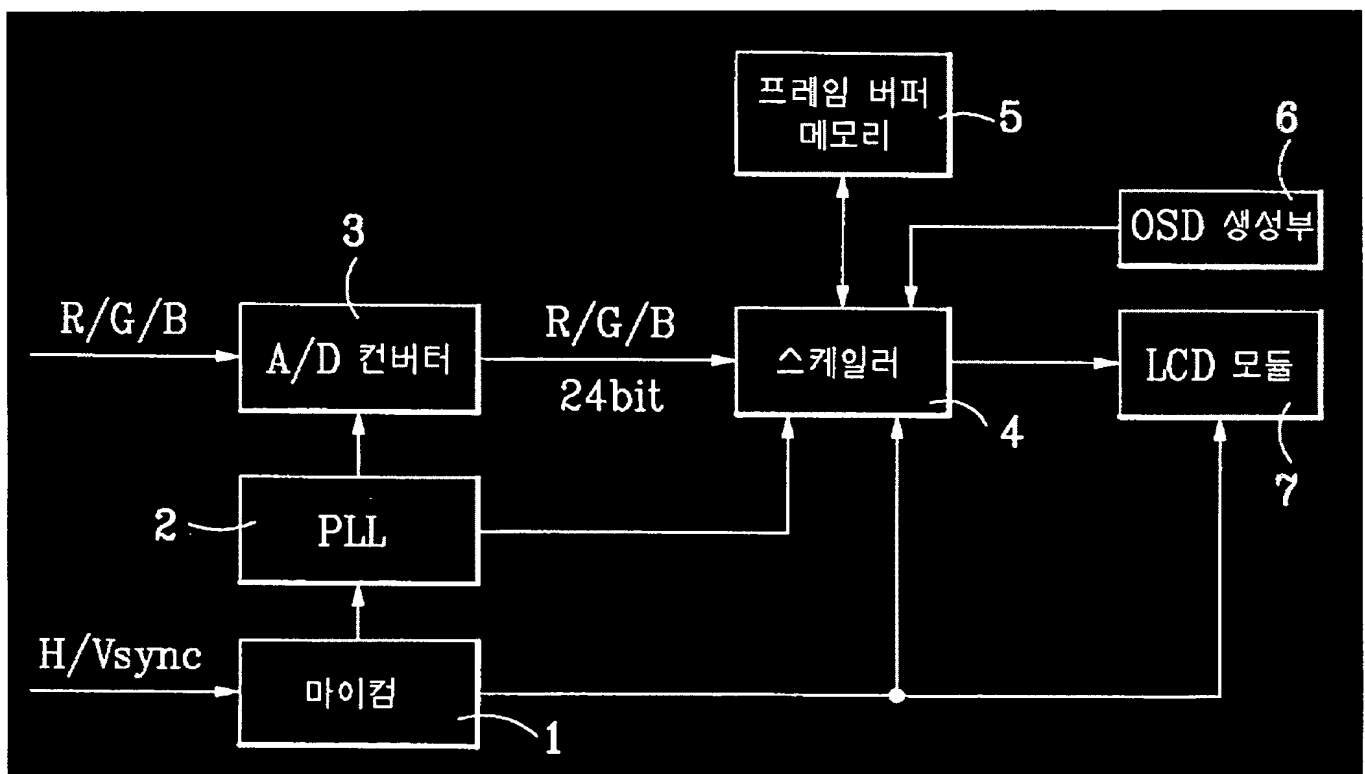 프레임 버퍼
메모리
5
6
OSD 생성부
3
R/G/B
A/D 컨버터
R/G/B
24bit
스케일러
4
LCD 모듈
7
2
PLL
H/Vsync
마이컴
1